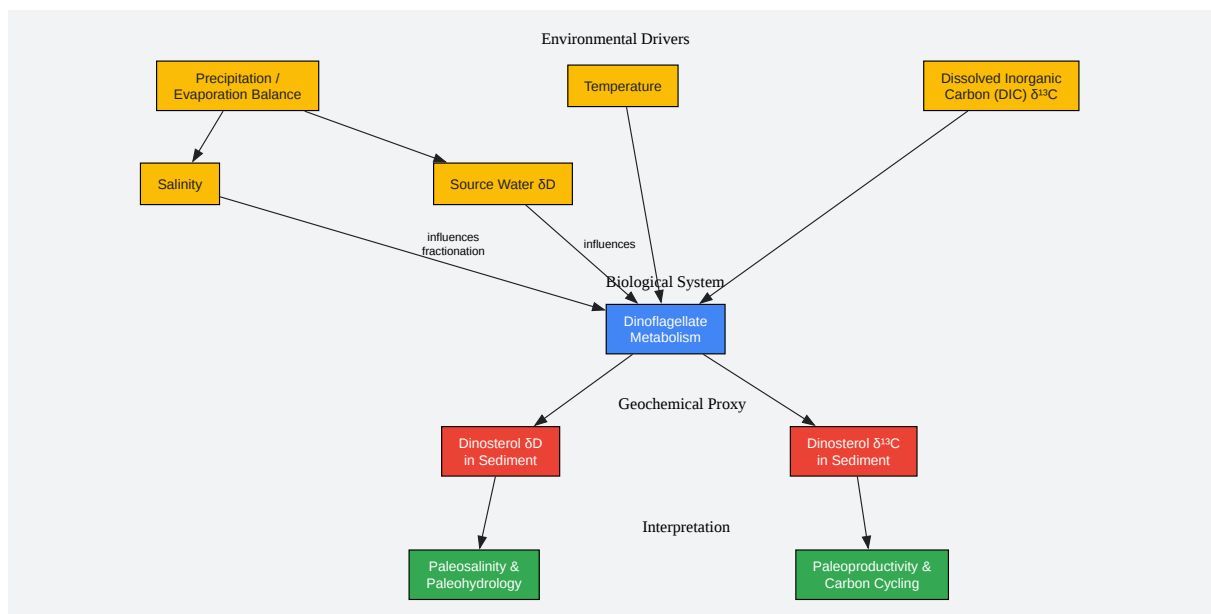 Environmental Drivers
Precipitation /
Evaporation Balance
Temperature
Dissolved Inorganic
Carbon (DIC) δ¹³C
Salinity
Source Water δD
influences
fractionation
influences
Biological System
Dinoflagellate
Metabolism
Geochemical Proxy
Dinosterol δD
in Sediment
Dinosterol δ¹³C
in Sediment
Interpretation
Paleosalinity &
Paleohydrology
Paleoproductivity &
Carbon Cycling